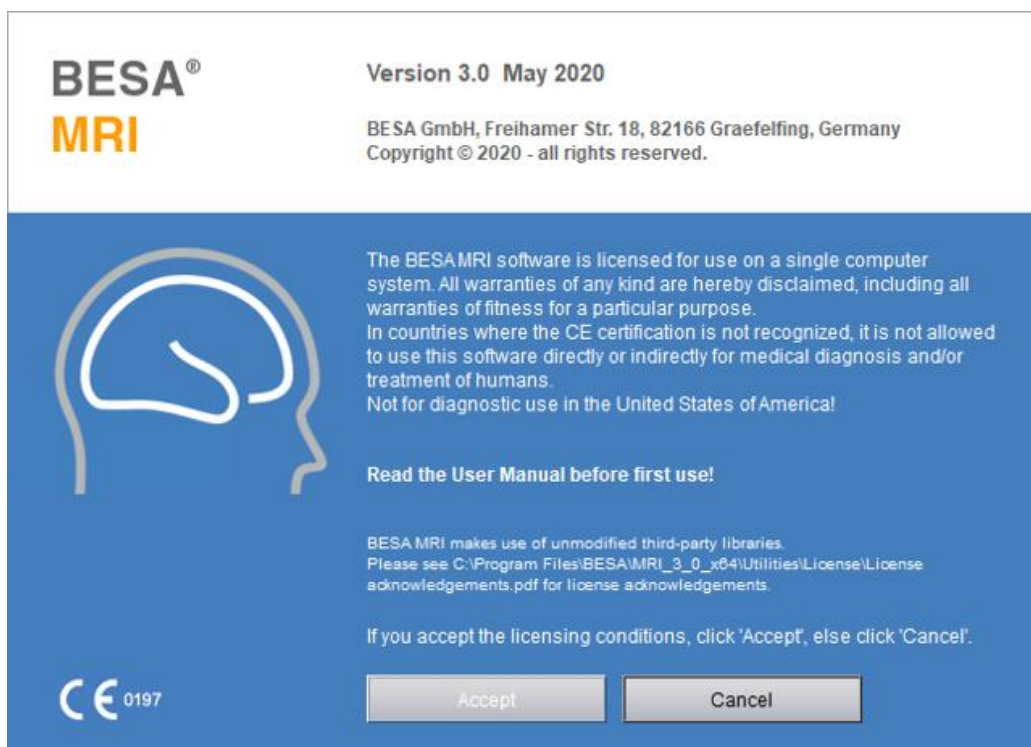 BESA®
MRI
Version 3.0 May 2020
BESA GmbH, Freihamer Str. 18, 82166 Graefelfing, Germany
Copyright © 2020 - all rights reserved.
The BESA MRI software is licensed for use on a single computer
system. All warranties of any kind are hereby disclaimed, including all
warranties of fitness for a particular purpose.
In countries where the CE certification is not recognized, it is not allowed
to use this software directly or indirectly for medical diagnosis and/or
treatment of humans.
Not for diagnostic use in the United States of America!
Read the User Manual before first use!
BESA MRI makes use of unmodified third-party libraries.
Please see C:\Program Files\BESA\MRI_3_0_x64\Utilities\License\License
acknowledgements.pdf for license acknowledgements.
If you accept the licensing conditions, click 'Accept', else click 'Cancel'.
CE 0197
Accept
Cancel